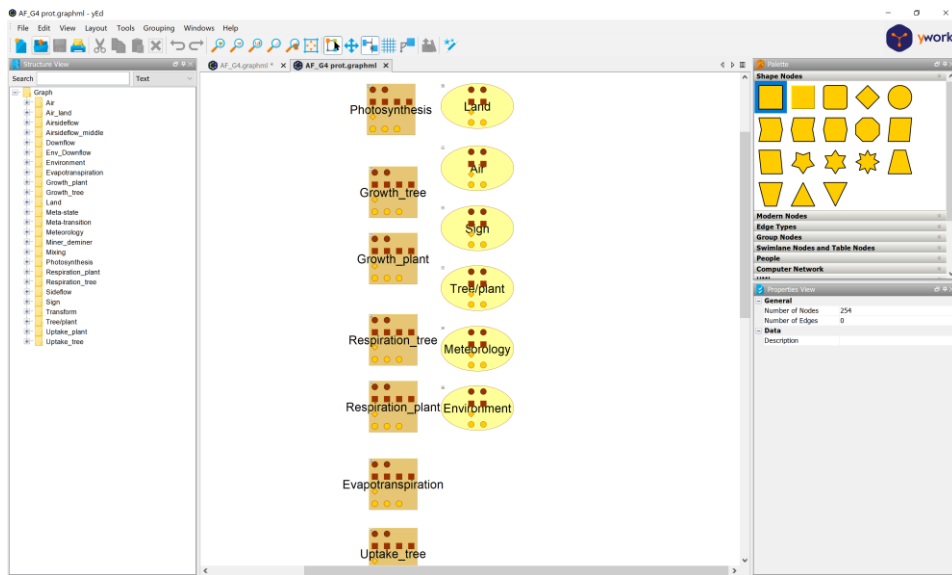 AF_G4 prot.graphml - yEd
File Edit View Layout Tools Grouping Windows Help
ywork
Structure View
Search Text
Graph
Air
Air_land
Airsideflow
Airsideflow_middle
Downflow
Env_Downflow
Environment
Evapotranspiration
Growth_plant
Growth_tree
Land
Meta-state
Meta-transition
Meteorology
Miner_deminer
Mixing
Photosynthesis
Respiration_plant
Respiration_tree
Sideflow
Sign
Transform
Tree/plant
Uptake_plant
Uptake_tree
AF_G4.graphml * AF_G4 prot.graphml
Photosynthesis Land
Air
Growth_tree
Sign
Growth_plant
Tree/plant
Respiration_tree Meteorology
Respiration_plant Environment
Evapotranspiration
Uptake_tree
Palette
Shape Nodes
Modern Nodes
Edge Types
Group Nodes
Swimlane Nodes and Table Nodes
People
Computer Network
Properties View
General
Number of Nodes 254
Number of Edges 0
Data
Description